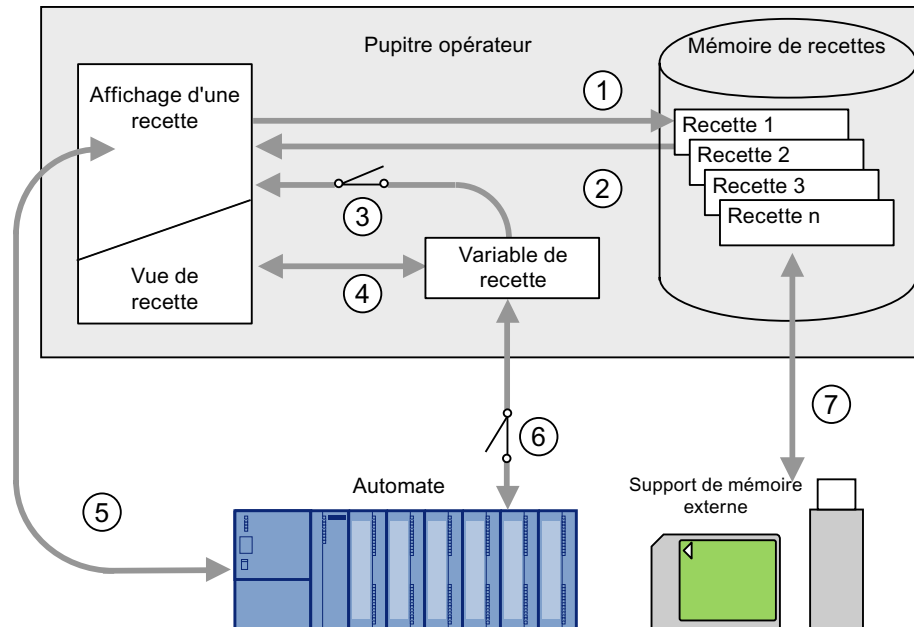 Pupitre opérateur
Mémoire de recettes
Affichage d'une
recette
1
Recette 1
Recette 2
Recette 3
Recette n
2
3
Variable de
recette
Vue de
recette
4
7
6
Automate
Support de mémoire
externe
5